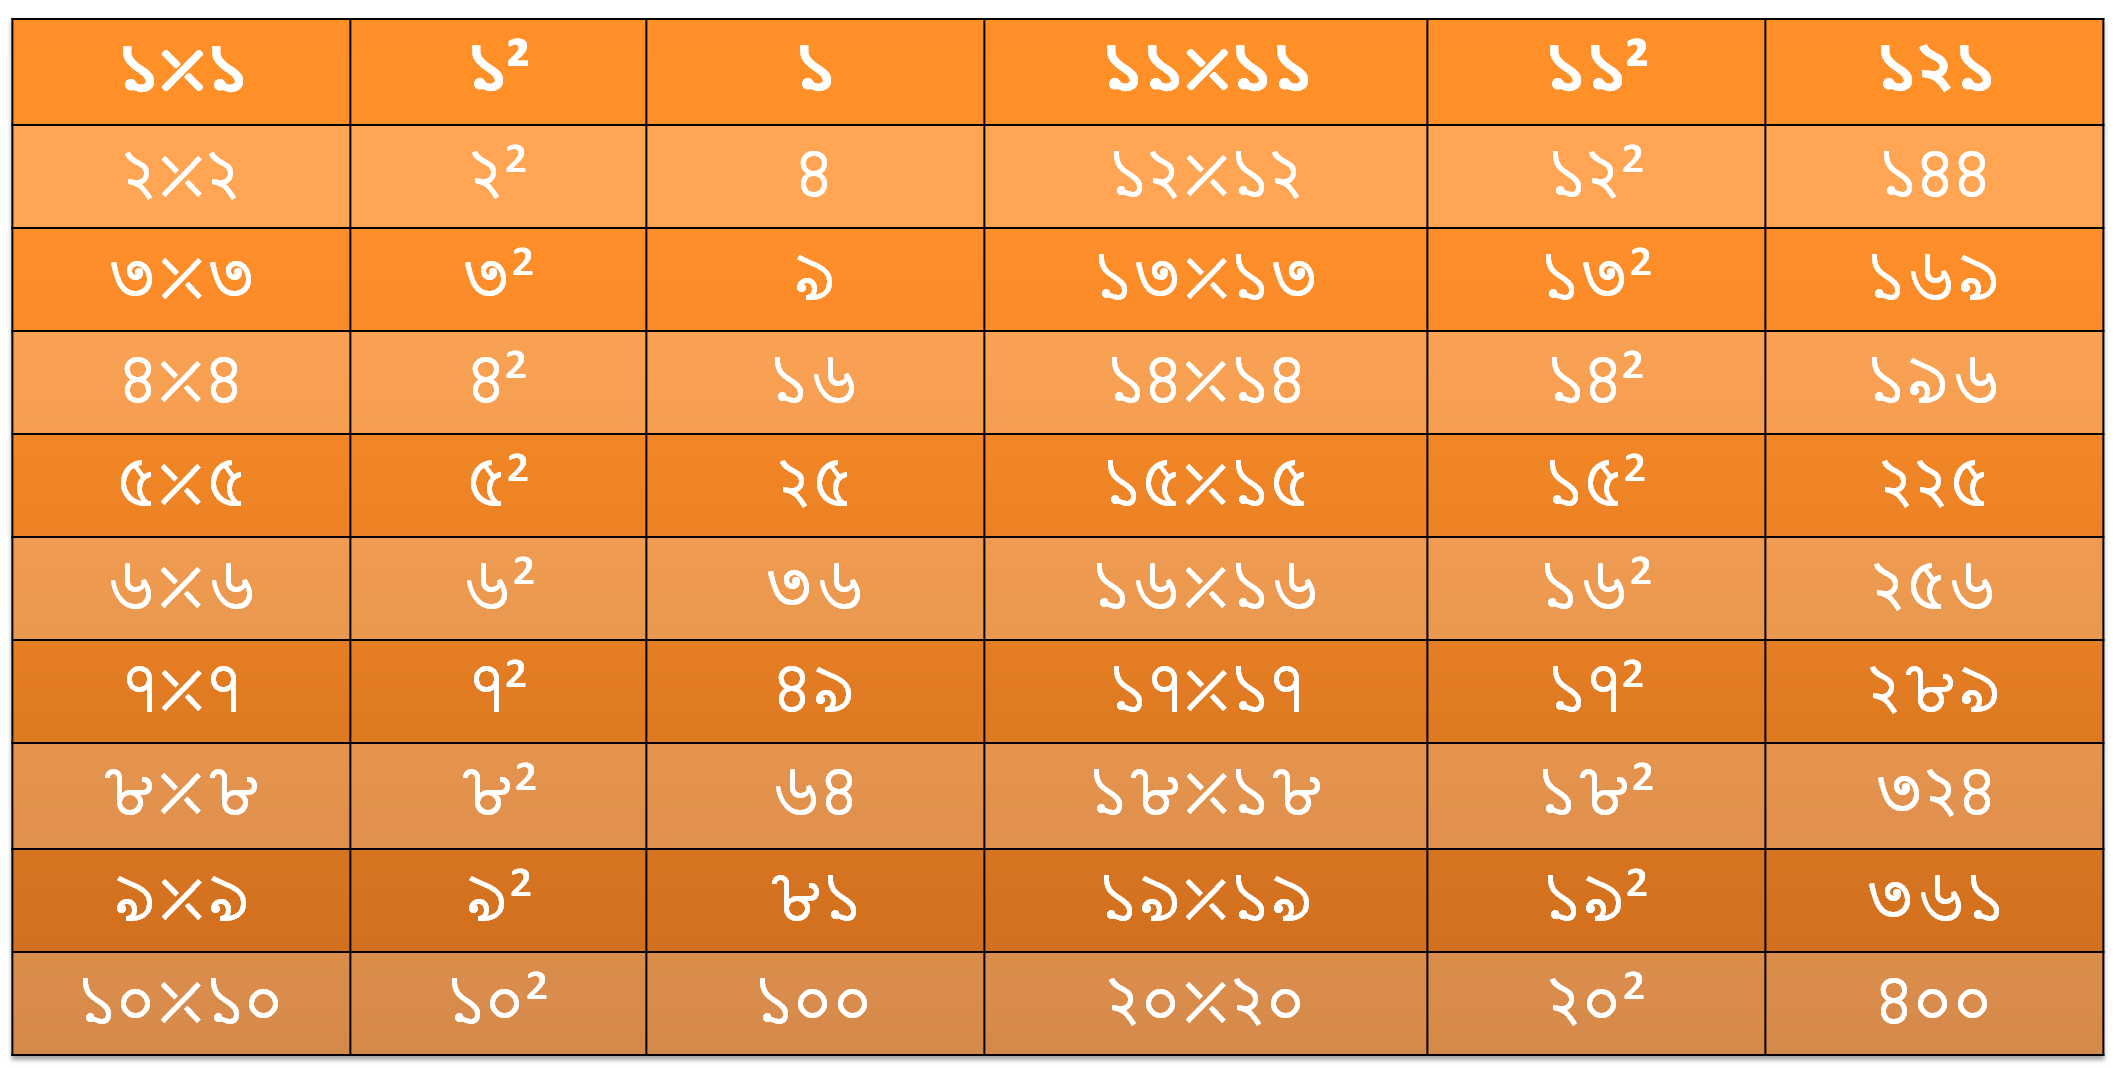 ১×১ ১² ১ ১১×১১ ১১² ১২১
২×২ ২² ৪ ১২×১২ ১২² ১৪৪
৩×৩ ৩² ৯ ১৩×১৩ ১৩² ১৬৯
৪×৪ ৪² ১৬ ১৪×১৪ ১৪² ১৯৬
৫×৫ ৫² ২৫ ১৫×১৫ ১৫² ২২৫
৬×৬ ৬² ৩৬ ১৬×১৬ ১৬² ২৫৬
৭×৭ ৭² ৪৯ ১৭×১৭ ১৭² ২৮৯
৮×৮ ৮² ৬৪ ১৮×১৮ ১৮² ৩২৪
৯×৯ ৯² ৮১ ১৯×১৯ ১৯² ৩৬১
১০×১০ ১০² ১০০ ২০×২০ ২০² ৪০০